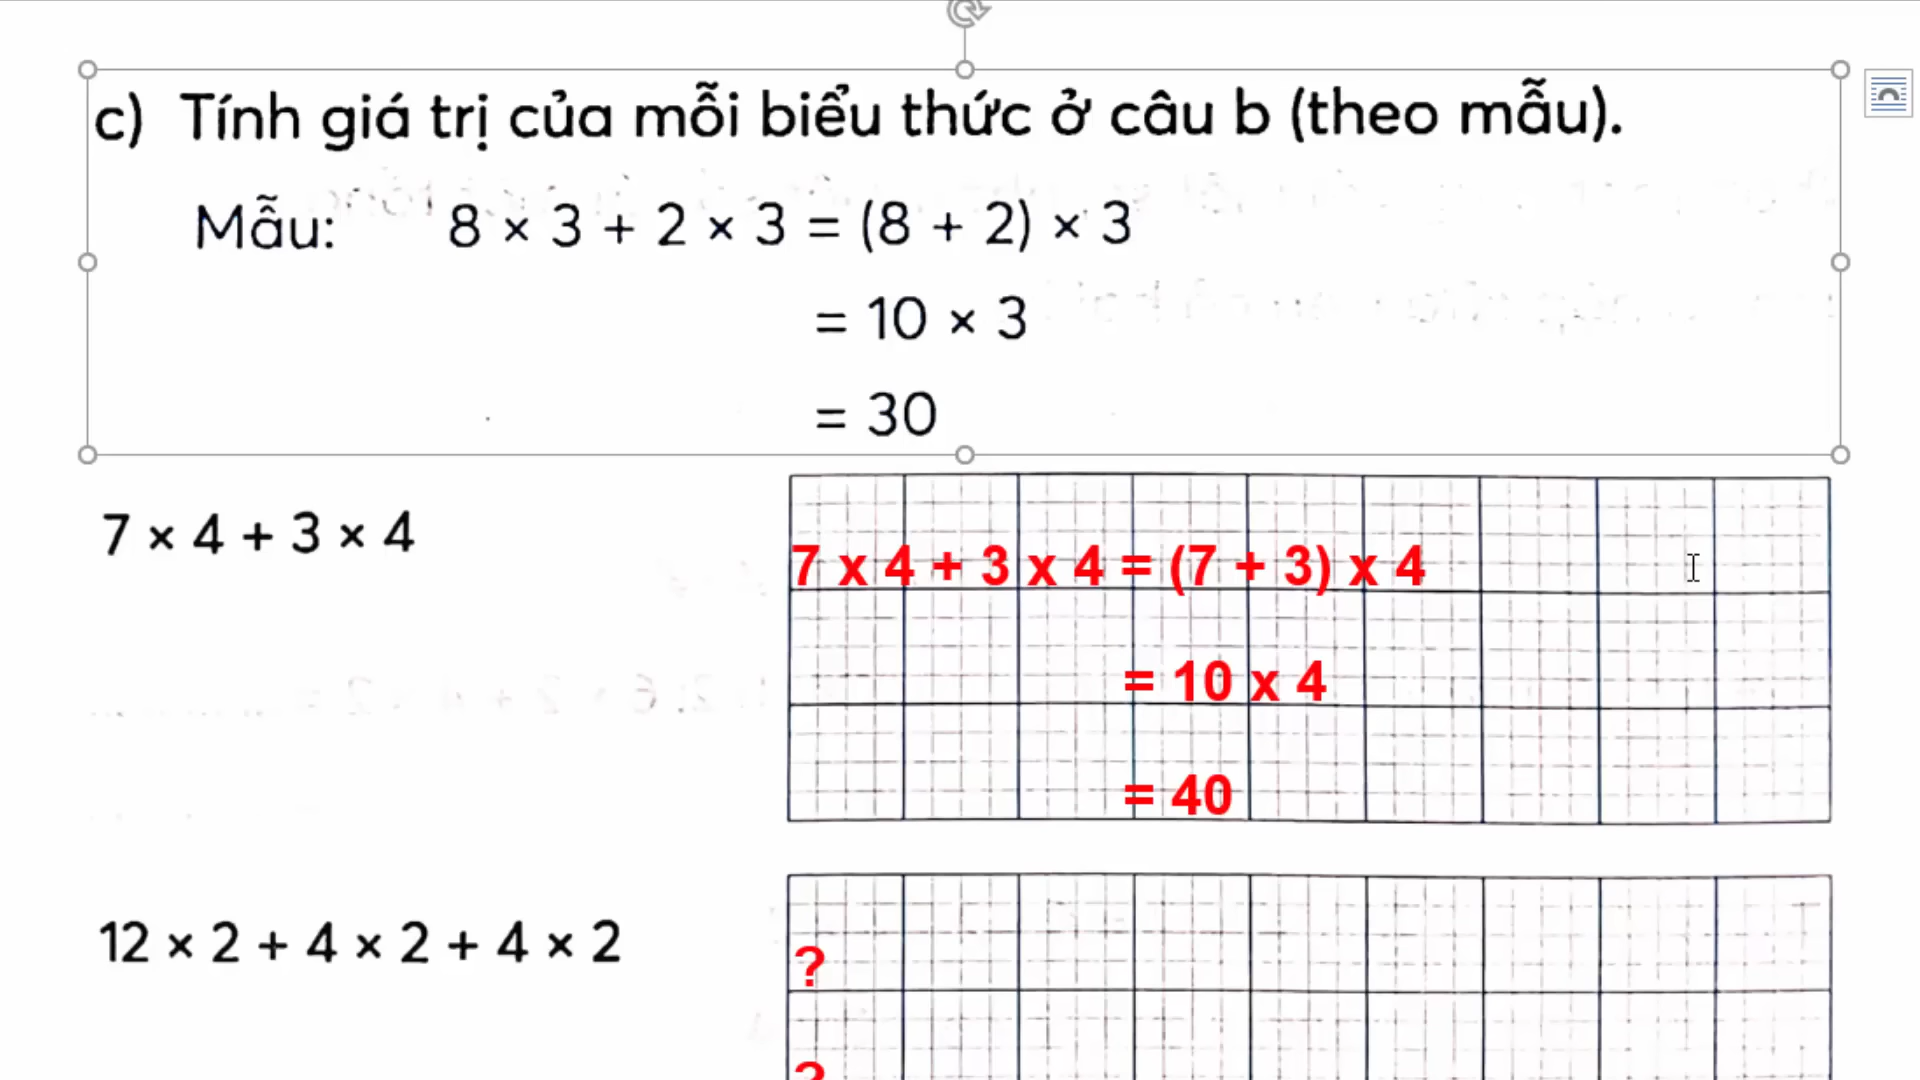 c) Tính giá trị của mỗi biểu thức ở câu b (theo mẫu).
Mẫu: 8 × 3 + 2 × 3 = (8 + 2) × 3
= 10 × 3
= 30
7 × 4 + 3 × 4
7 x 4 + 3 x 4 = (7 + 3) x 4
= 10 x 4
= 40
12 × 2 + 4 × 2 + 4 × 2
?
?